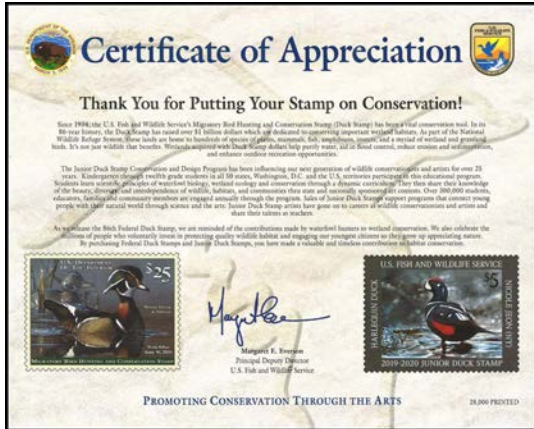 Certificate of Appreciation
Thank You for Putting Your Stamp on Conservation!
Since 1934, the U.S. Fish and Wildlife Service's Migratory Bird Hunting and Conservation Stamp (Duck Stamp) has been a vital conservation tool. In its
86-year history, the Duck Stamp has raised over $1 billion dollars which are dedicated to conserving important wetland habitats. As part of the National
Wildlife Refuge System, these lands are home to hundreds of species of plants, mammals, fish, amphibians, insects, and a myriad of wetland and grassland
birds. It's not just wildlife that benefits. Wetlands acquired with Duck Stamp dollars help purify water, aid in flood control, reduce erosion and sedimentation,
and enhance outdoor recreation opportunities.
The Junior Duck Stamp Conservation and Design Program has been influencing our next generation of wildlife conservationists and artists for over 25
years. Kindergarten through twelfth grade students in all 50 states, Washington, D.C. and the U.S. territories participate in this educational program.
Students learn scientific principles of waterfowl biology, wetland ecology and conservation through a dynamic curriculum. They then share their knowledge
of the beauty, diversity and interdependence of wildlife, habitats, and communities thru state and nationally sponsored art contests. Over 300,000 students,
educators, families and community members are engaged annually through the program. Sales of Junior Duck Stamps support programs that connect young
people with their natural world through science and the arts. Junior Duck Stamp artists have gone on to careers as wildlife conservationists and artists and
share their talents as teachers.
As we release the 86th Federal Duck Stamp, we are reminded of the contributions made by waterfowl hunters to wetland conservation. We also celebrate the
millions of people who voluntarily invest in protecting quality wildlife habitat and engaging our youngest citizens so they grow up appreciating nature.
By purchasing Federal Duck Stamps and Junior Duck Stamps, you have made a valuable and timeless contribution to habitat conservation.
U.S. Department
Of The Interior
$25
Migratory Bird Hunting and Conservation Stamp
Margaret E. Everson
Principal Deputy Director
U.S. Fish and Wildlife Service
U.S. FISH AND WILDLIFE SERVICE
$5
HARLEQUIN DUCK
NICOLE JEON (NY)
2019-2020 JUNIOR DUCK STAMP
PROMOTING CONSERVATION THROUGH THE ARTS
28,000 PRINTED